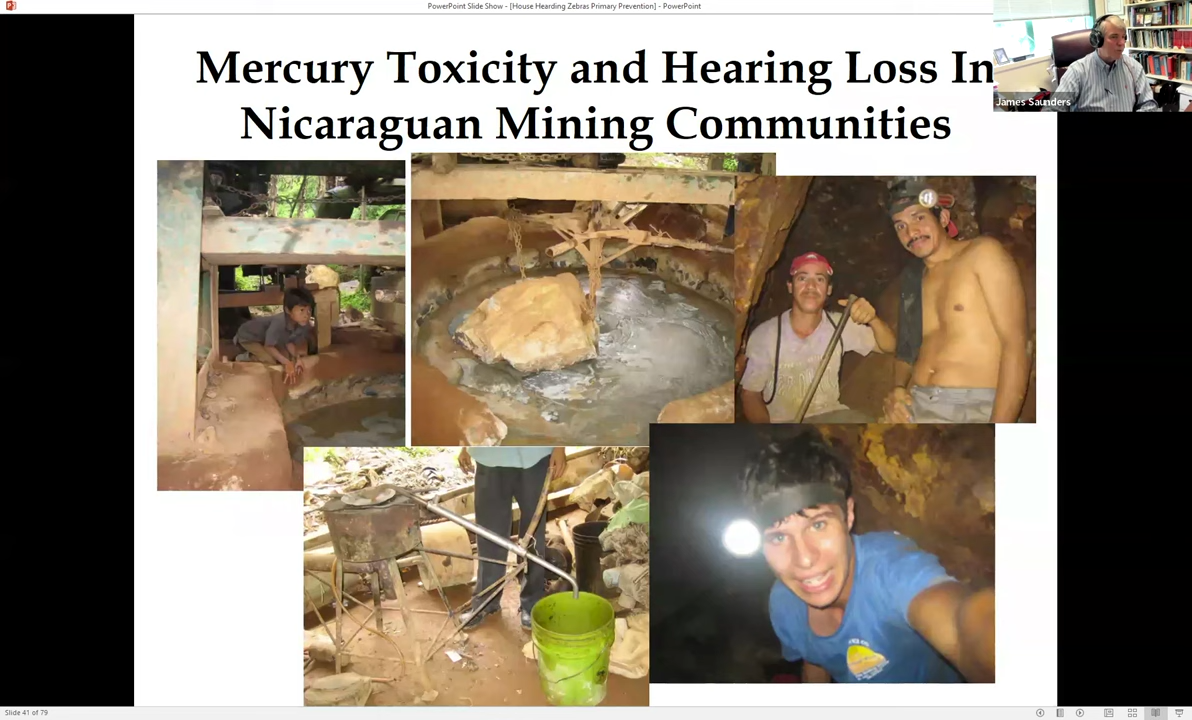 PowerPoint Slide Show - [House Hearding Zebras Primary Prevention] - PowerPoint
Mercury Toxicity and Hearing Loss In
Nicaraguan Mining Communities
James Saunders
Slide 41 of 79